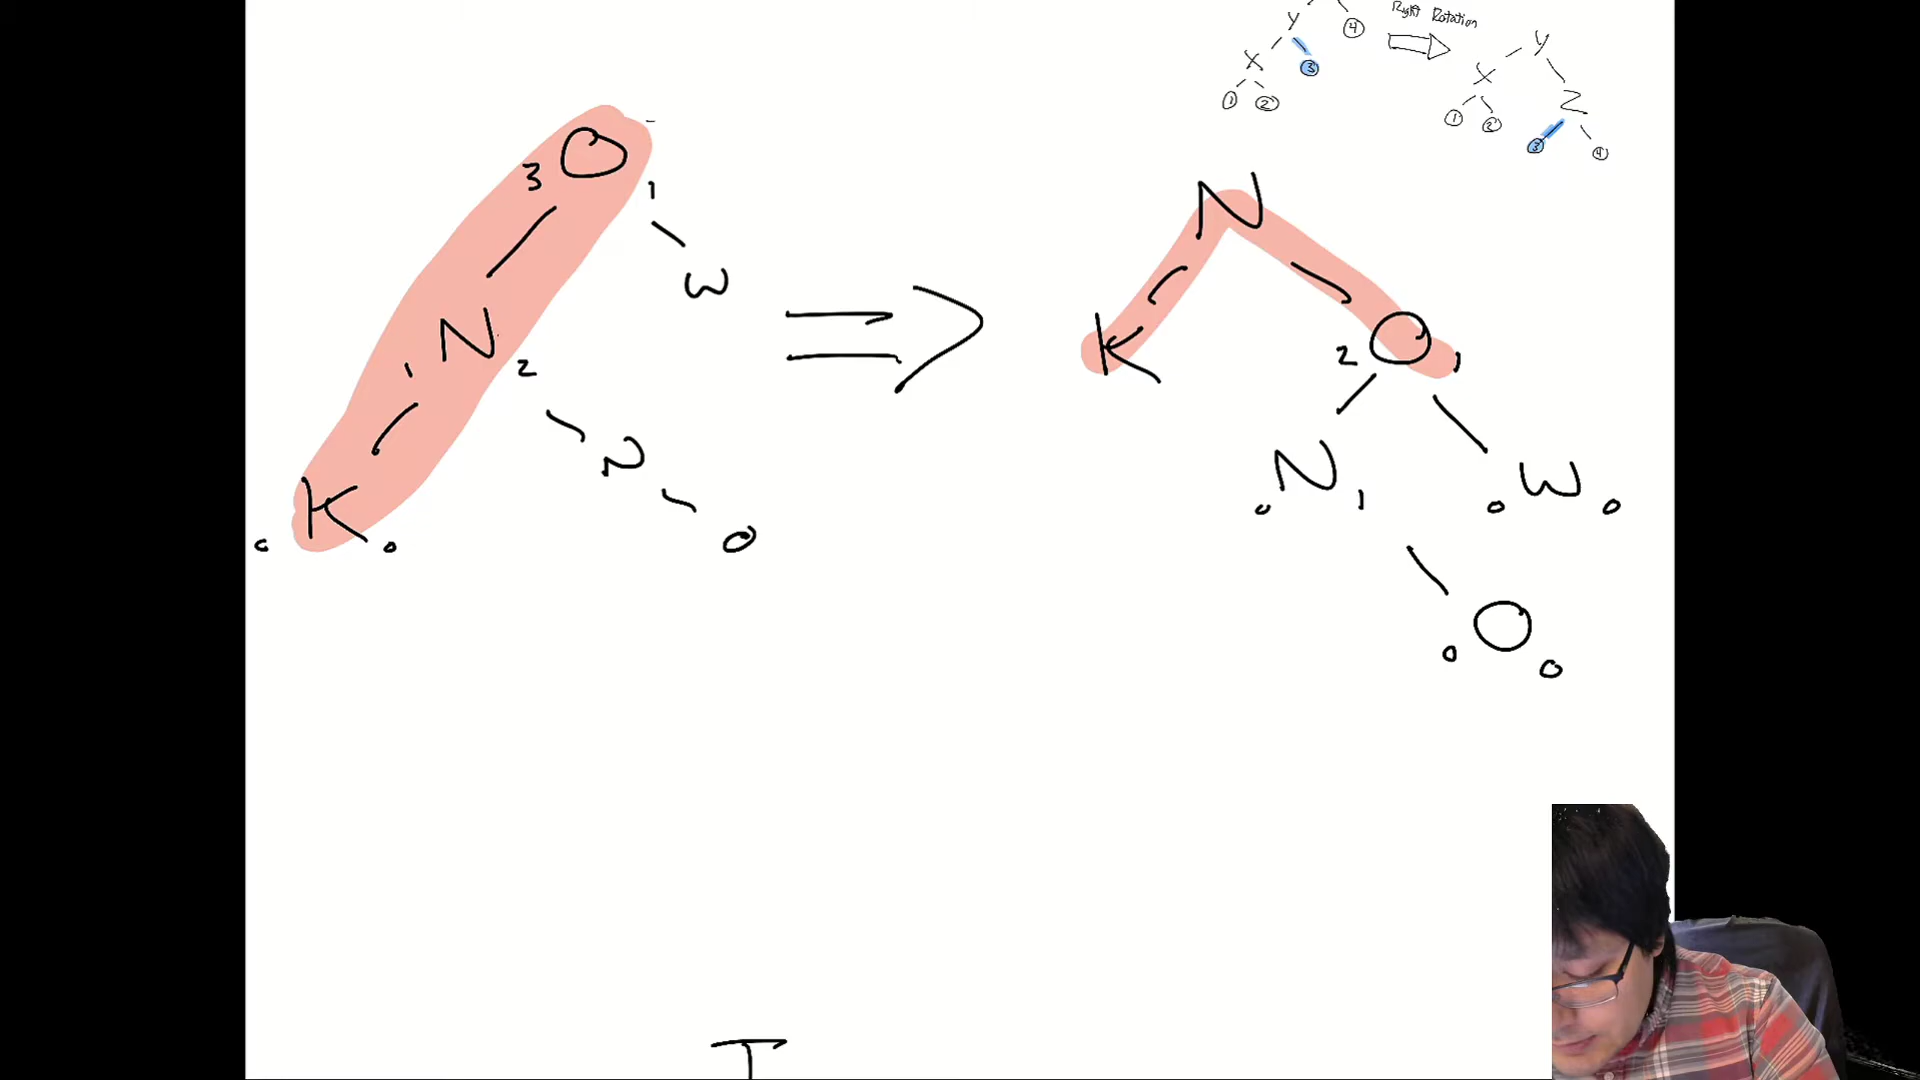 Y 4 Right Rotation
X 3 Y
1 2 X
1 2 Z
3 4
O
3 1
W
N
1 2
N
K
0 0
O
N
K O
2 1
N W
0 1 0 0
O
0 0
I